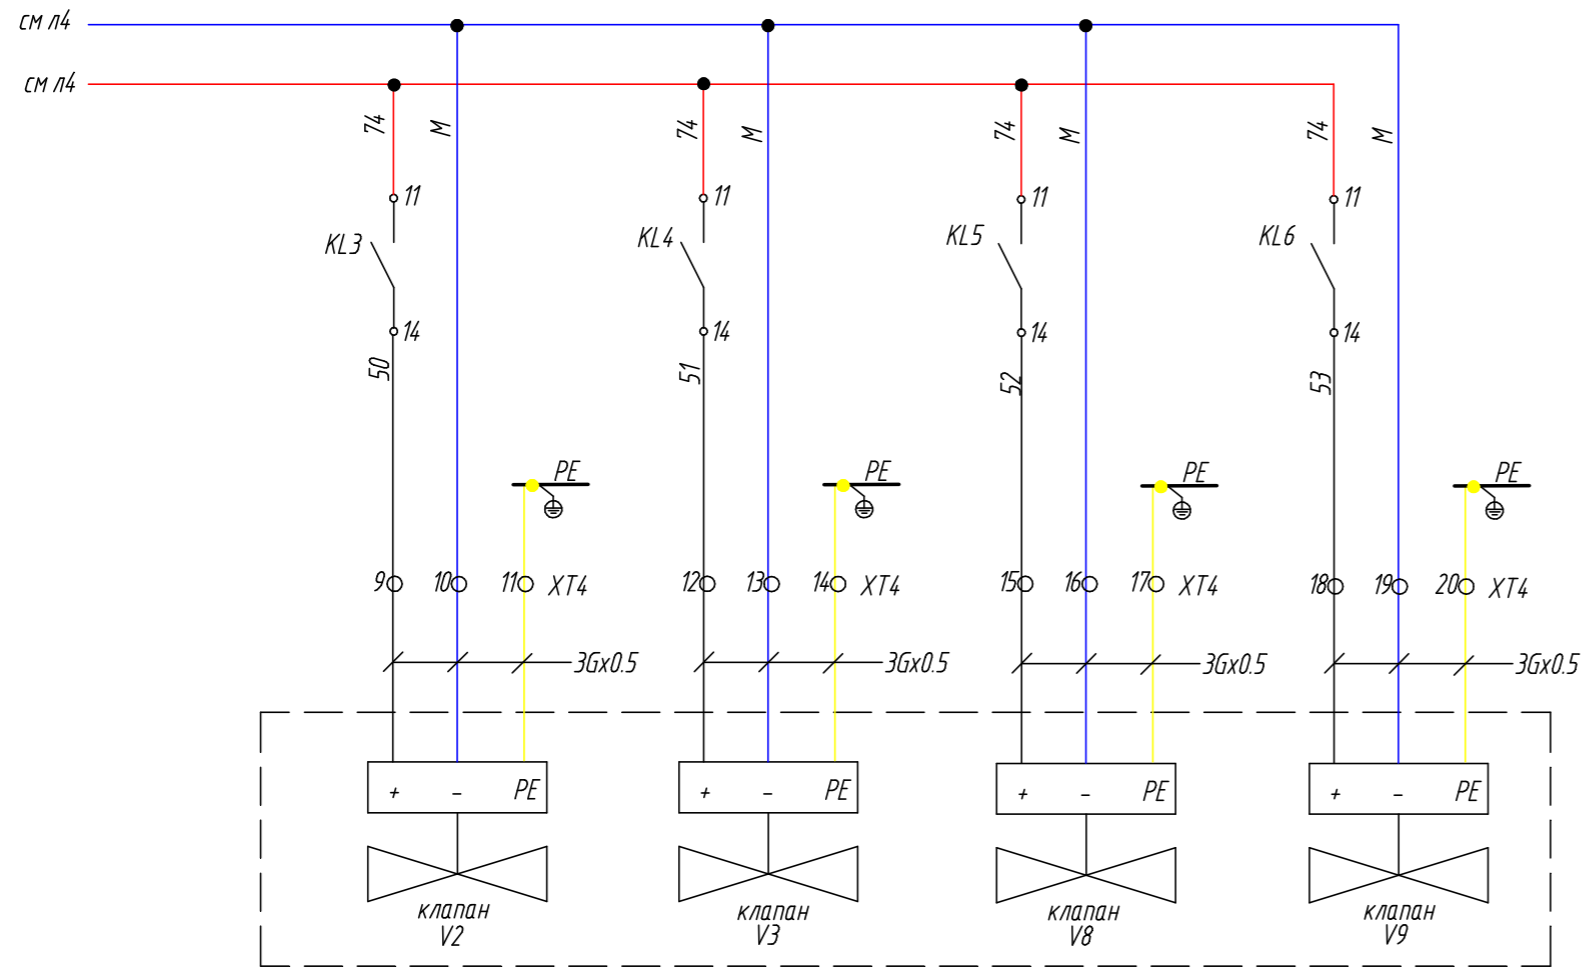 см л4
см л4
74 М 74 М 74 М 74 М
11 11 11 11
KL3 KL4 KL5 KL6
14 14 14 14
50 51 52 53
PE PE PE PE
9 10 11 XT4 12 13 14 XT4 15 16 17 XT4 18 19 20 XT4
3Gx0.5 3Gx0.5 3Gx0.5 3Gx0.5
+ – PE + – PE + – PE + – PE
клапан клапан клапан клапан
V2 V3 V8 V9